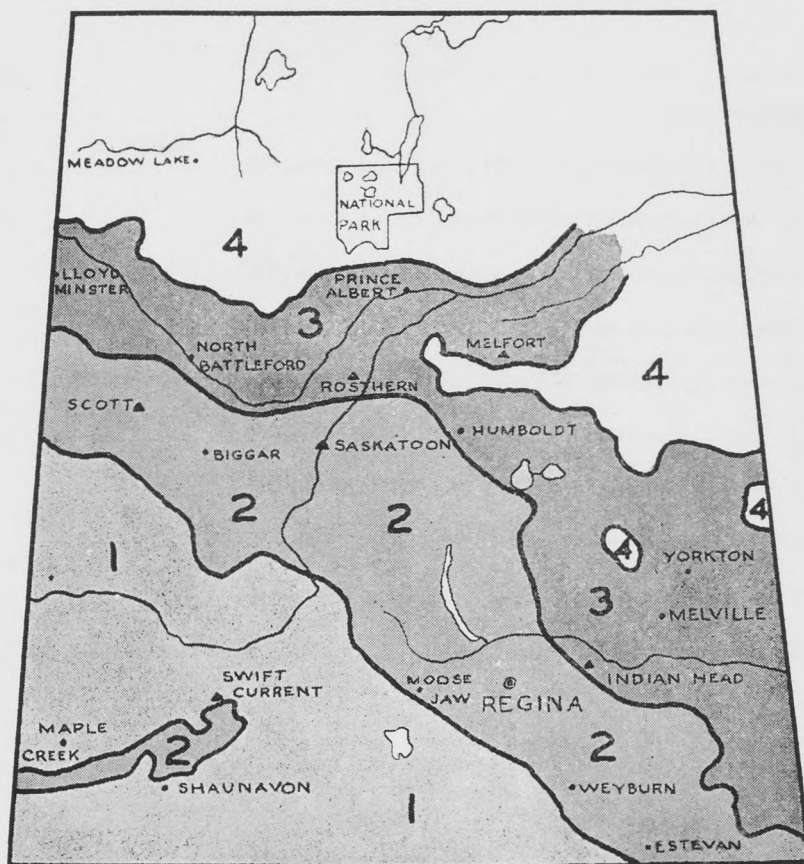 MEADOW LAKE
NATIONAL
PARK
4
LLOYD
MINSTER
PRINCE
ALBERT
3
NORTH
BATTLEFORD
MELFORT
4
ROSTHERN
SCOTT
HUMBOLDT
BIGGAR
SASKATOON
2
2
4
1
4
YORKTON
3
MELVILLE
SWIFT
CURRENT
MOOSE
JAW
INDIAN HEAD
REGINA
MAPLE
CREEK
2
2
SHAUNAVON
1
WEYBURN
ESTEVAN